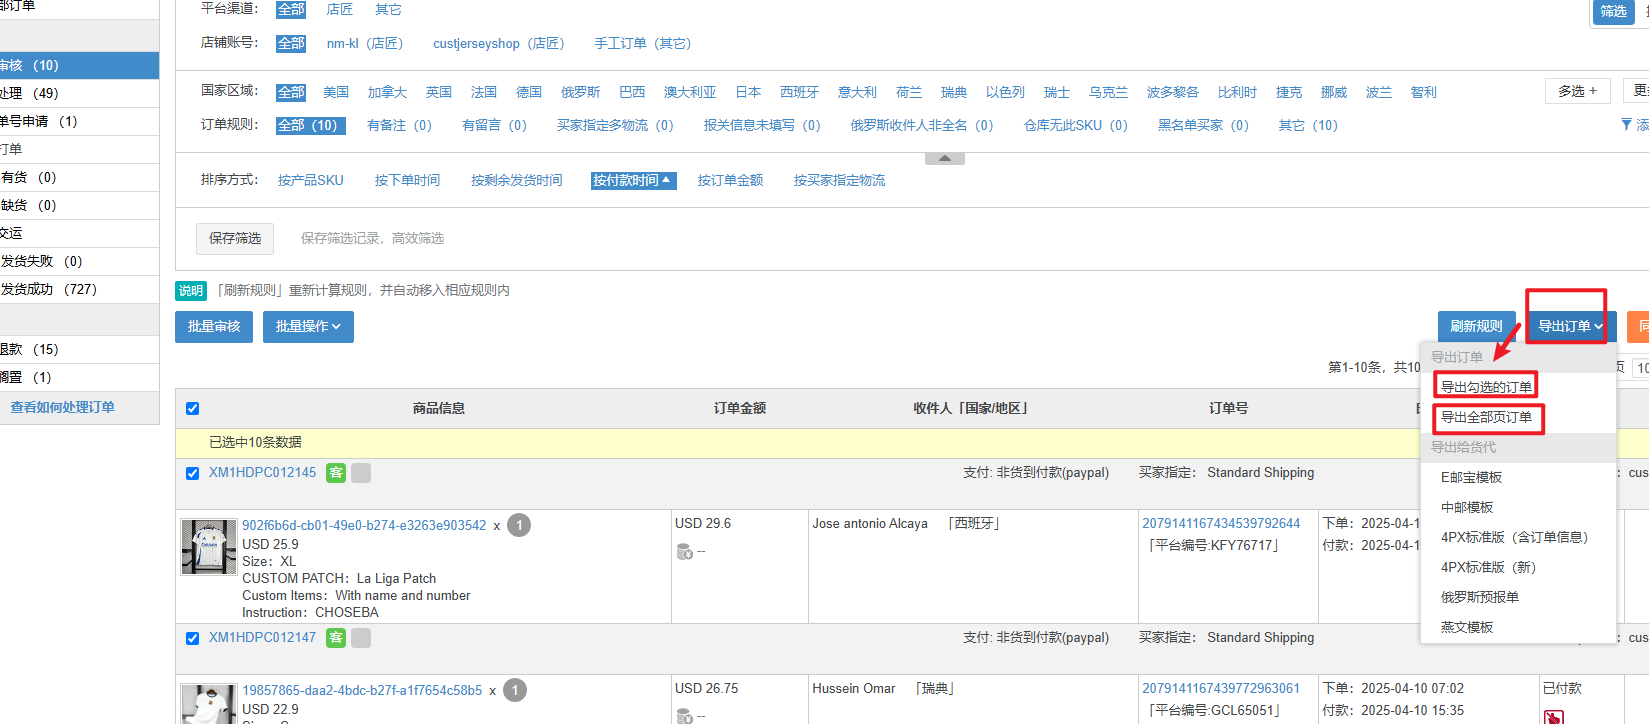 部订单
审核 （10）
处理 （49）
单号申请 （1）
打单
有货 （0）
缺货 （0）
交运
发货失败 （0）
发货成功 （727）
退款 （15）
搁置 （1）
查看如何处理订单
平台渠道： 全部 店匠 其它
筛选
店铺账号： 全部 nm-kl（店匠） custjerseyshop（店匠） 手工订单（其它）
国家区域： 全部 美国 加拿大 英国 法国 德国 俄罗斯 巴西 澳大利亚 日本 西班牙 意大利 荷兰 瑞典 以色列 瑞士 乌克兰 波多黎各 比利时 捷克 挪威 波兰 智利 多选 + 更
订单规则： 全部（10） 有备注（0） 有留言（0） 买家指定多物流（0） 报关信息未填写（0） 俄罗斯收件人非全名（0） 仓库无此SKU（0） 黑名单买家（0） 其它（10） 添
排序方式： 按产品SKU 按下单时间 按剩余发货时间 按付款时间 按订单金额 按买家指定物流
保存筛选 保存筛选记录，高效筛选
说明 「刷新规则」重新计算规则，并自动移入相应规则内
批量审核 批量操作 刷新规则 导出订单 同
第1-10条，共10 页 10
导出订单
导出勾选的订单
导出全部页订单
导出给货代
E邮宝模板
中邮模板
4PX标准版（含订单信息）
4PX标准版（新）
俄罗斯预报单
燕文模板
商品信息 订单金额 收件人「国家/地区」 订单号
已选中10条数据
XM1HDPC012145 客 支付: 非货到付款(paypal) 买家指定： Standard Shipping : cus
902f6b6d-cb01-49e0-b274-e3263e903542 x 1 USD 29.6 Jose antonio Alcaya 「西班牙」 2079141167434539792644 下单：2025-04-1
USD 25.9 -- 「平台编号:KFY76717」 付款：2025-04-1
Size：XL
CUSTOM PATCH：La Liga Patch
Custom Items：With name and number
Instruction：CHOSEBA
XM1HDPC012147 客 支付: 非货到付款(paypal) 买家指定： Standard Shipping : cus
19857865-daa2-4bdc-b27f-a1f7654c58b5 x 1 USD 26.75 Hussein Omar 「瑞典」 2079141167439772963061 下单：2025-04-10 07:02 已付款
USD 22.9 -- 「平台编号:GCL65051」 付款：2025-04-10 15:35